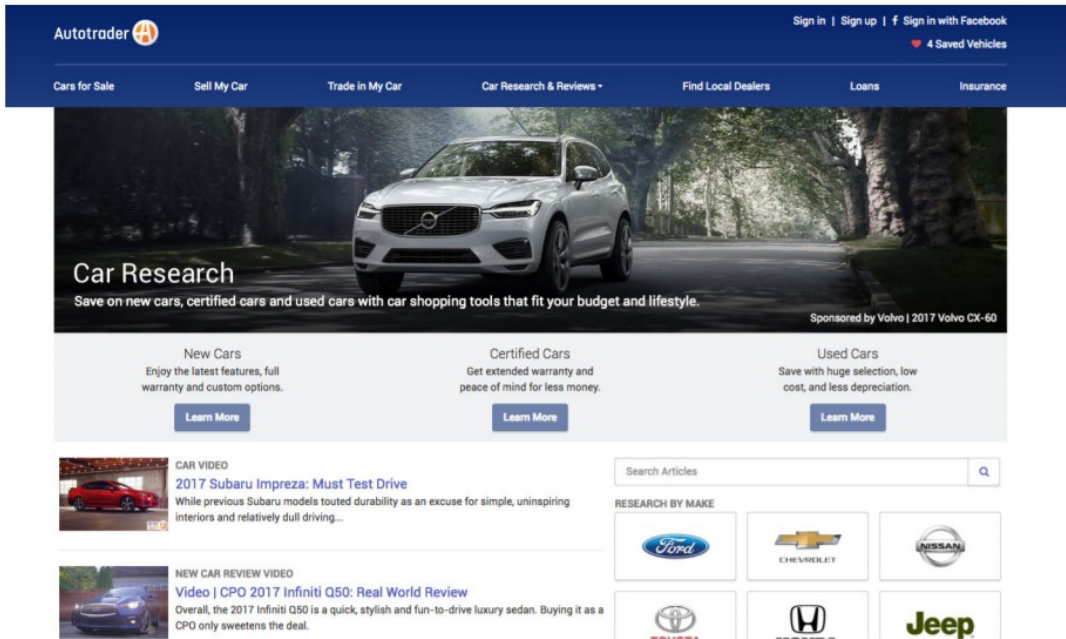 Autotrader
Sign in | Sign up | f Sign in with Facebook
4 Saved Vehicles
Cars for Sale
Sell My Car
Trade in My Car
Car Research & Reviews
Find Local Dealers
Loans
Insurance
Car Research
Save on new cars, certified cars and used cars with car shopping tools that fit your budget and lifestyle.
Sponsored by Volvo | 2017 Volvo CX-60
New Cars
Enjoy the latest features, full
warranty and custom options.
Learn More
Certified Cars
Get extended warranty and
peace of mind for less money.
Learn More
Used Cars
Save with huge selection, low
cost, and less depreciation.
Learn More
CAR VIDEO
2017 Subaru Impreza: Must Test Drive
While previous Subaru models touted durability as an excuse for simple, uninspiring
interiors and relatively dull driving...
NEW CAR REVIEW VIDEO
Video | CPO 2017 Infiniti Q50: Real World Review
Overall, the 2017 Infiniti Q50 is a quick, stylish and fun-to-drive luxury sedan. Buying it as a
CPO only sweetens the deal.
Search Articles
RESEARCH BY MAKE
Ford
CHEVROLET
NISSAN
TOYOTA
Jeep